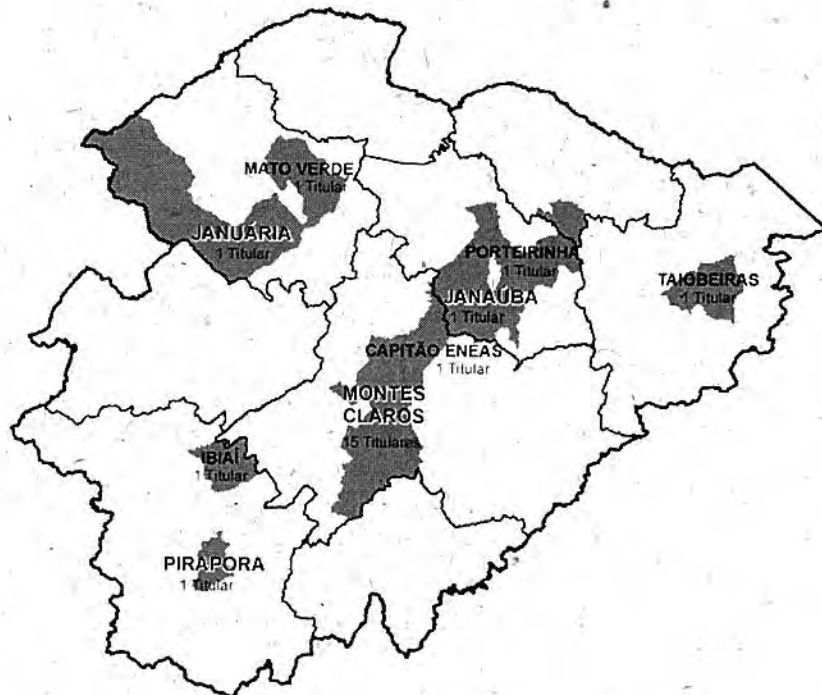 MATO VERDE
1 Titular
JANUÁRIA
1 Titular
PORTEIRINHA
1 Titular
JANAÚBA
1 Titular
TAIOBEIRAS
1 Titular
CAPITÃO ENÉAS
1 Titular
MONTES
CLAROS
15 Titulares
IBIAÍ
1 Titular
PIRAPORA
1 Titular